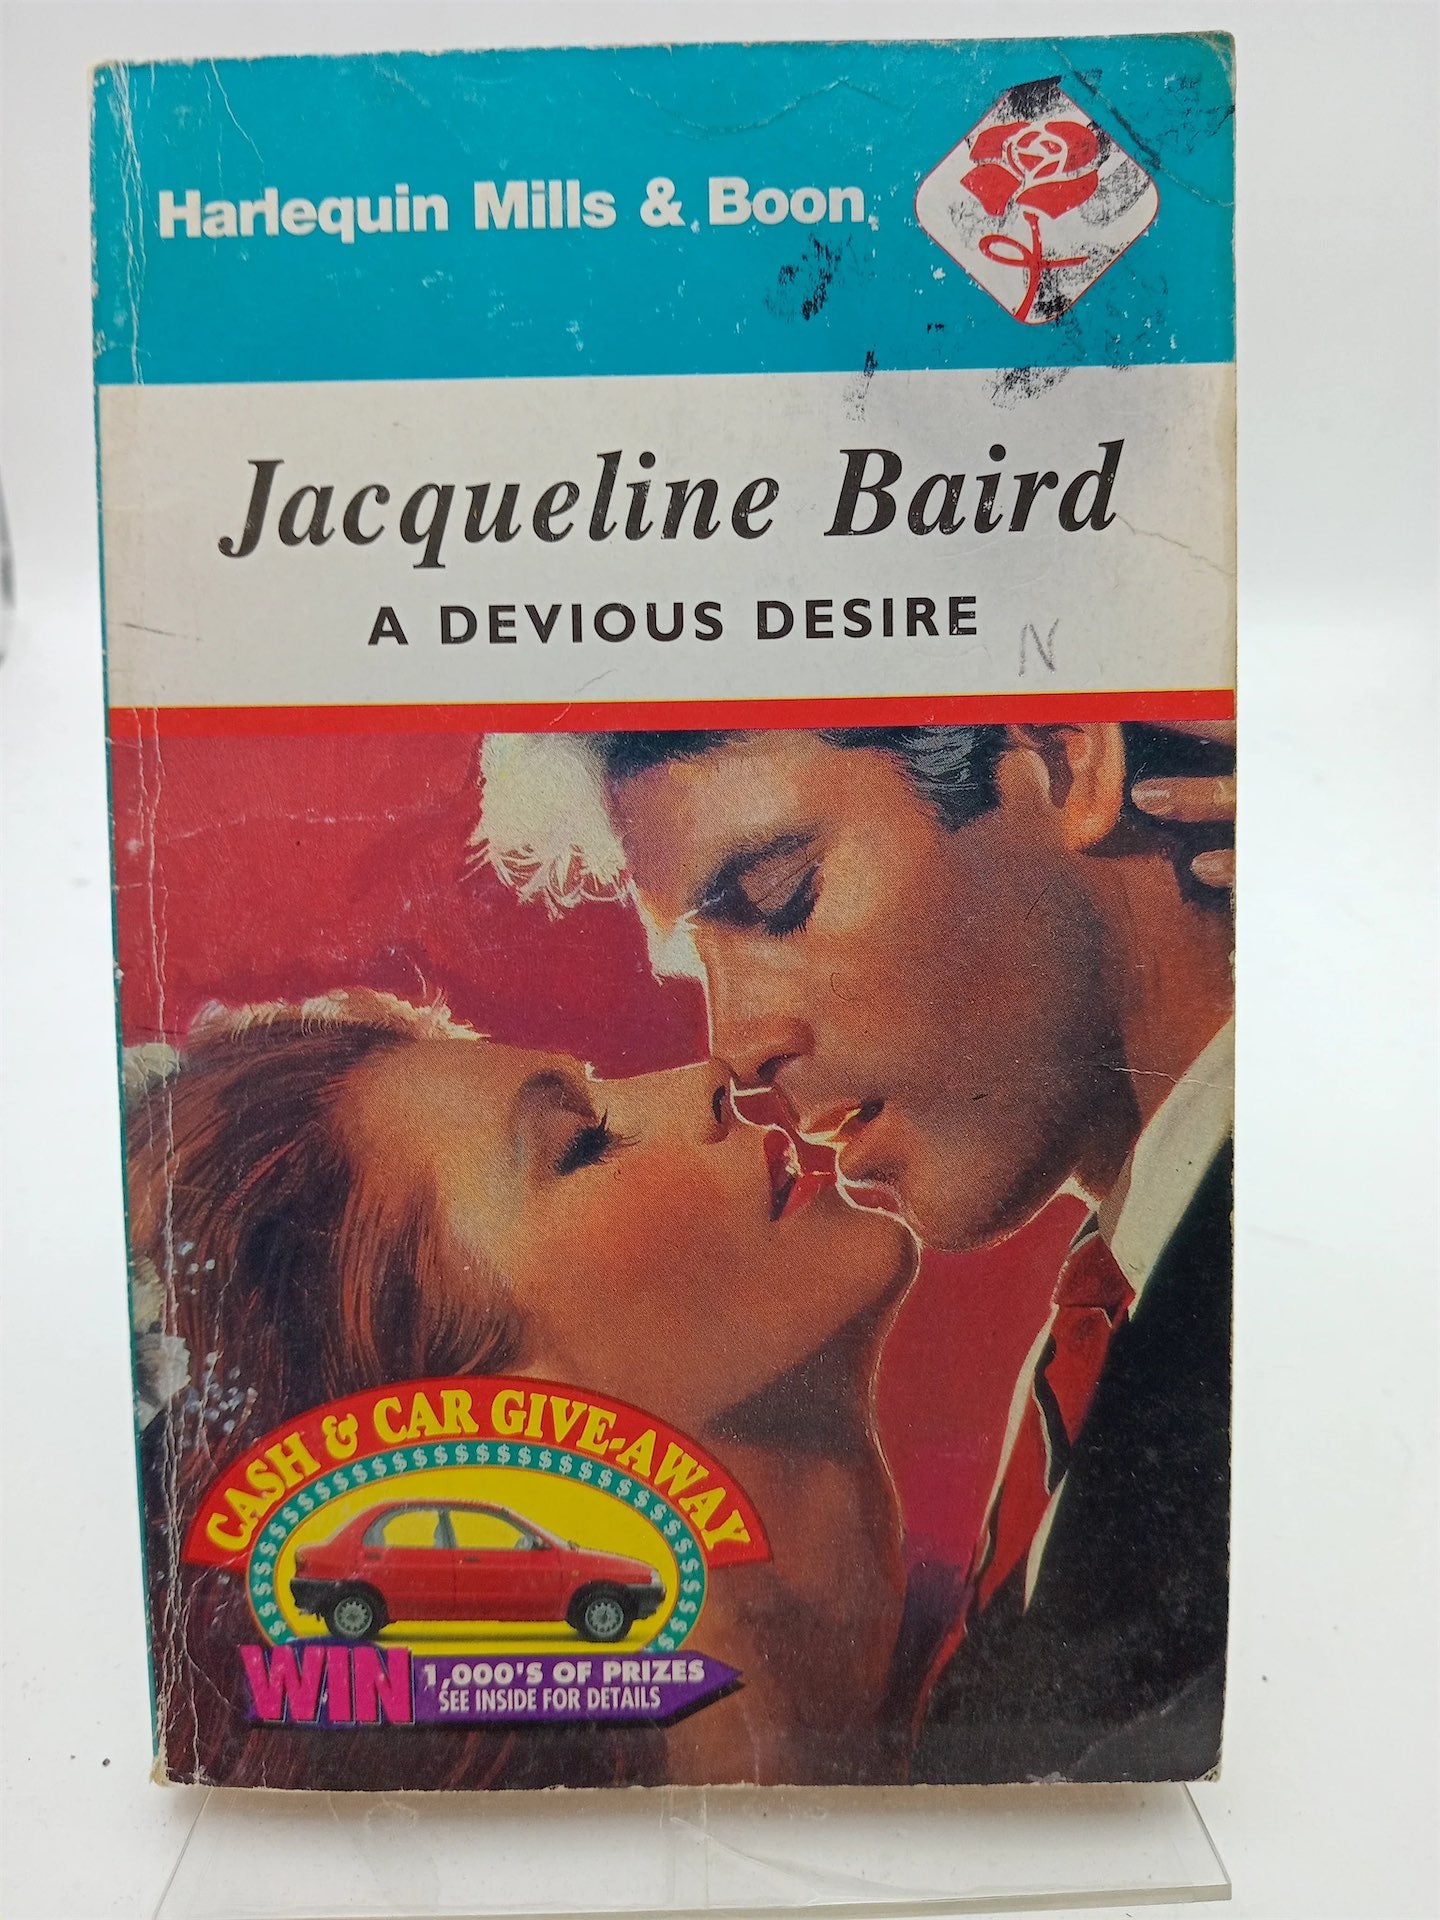 Harlequin Mills & Boon
Jacqueline Baird
A DEVIOUS DESIRE
N
CASH & CAR GIVE-AWAY
$$$$$$$$$$$$$$$$$$$$$$$$$$$$$$$$$$$$$$$$
WIN 1,000'S OF PRIZES
SEE INSIDE FOR DETAILS